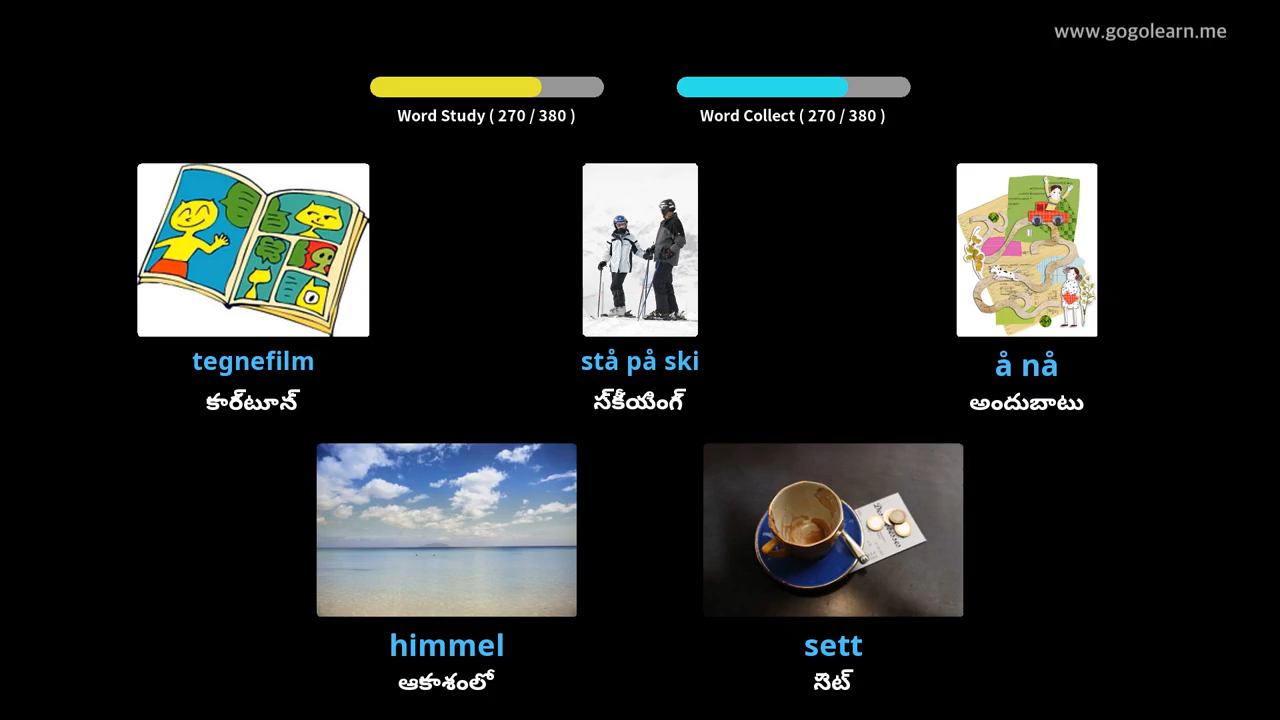 www.gogolearn.me
Word Study ( 270 / 380 )
Word Collect ( 270 / 380 )
tegnefilm
కార్‌టూన్
stå på ski
స్‌కీయింగ్
å nå
అందుబాటు
himmel
ఆకాశంలో
sett
సెట్